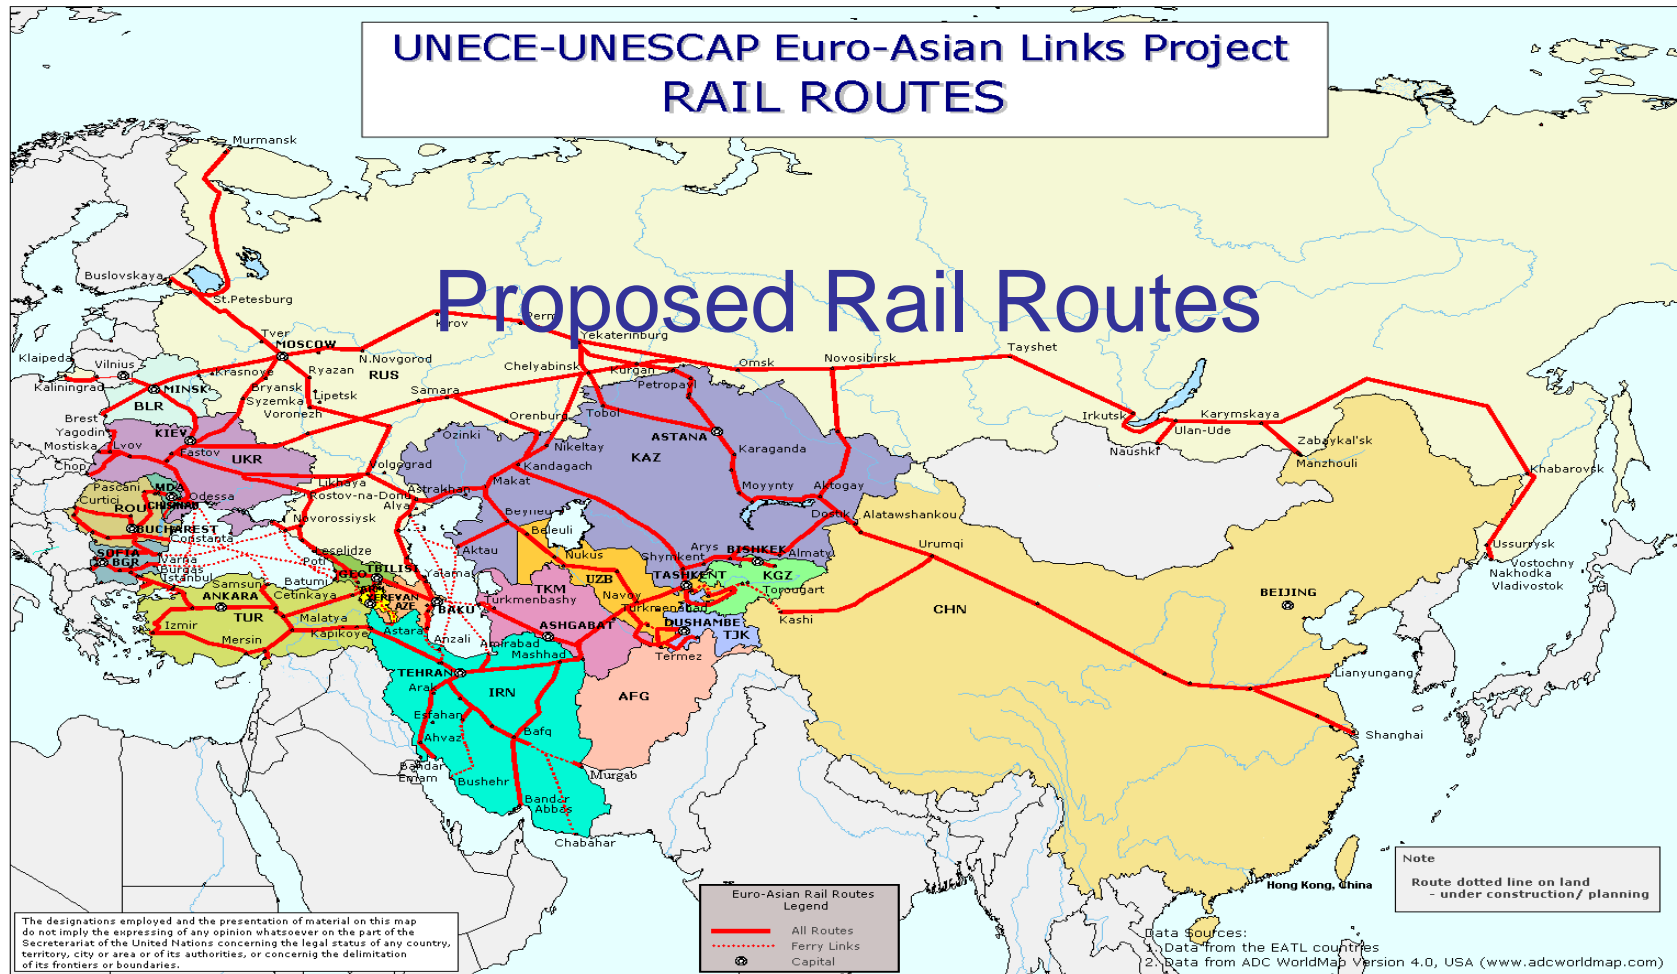 UNECE-UNESCAP Euro-Asian Links Project
RAIL ROUTES
Proposed Rail Routes
Murmansk
Buslovskaya
St.Petesburg
Tver
MOSCOW
Kirov
Perm
Yekaterinburg
Klaipeda
Vilnius
Kaliningrad
MINSK
Krasnoye
Ryazan
N.Novgorod
RUS
Chelyabinsk
Kurgan
Petropavl
Omsk
Novosibirsk
Tayshet
BLR
Bryansk
Syzemka
Lipetsk
Voronezh
Samara
Orenburg
Tobol
Brest
Yagodin
Mostiska
Lvov
Chop
KIEV
Fastov
UKR
Ozinki
Nikeltay
Kandagach
ASTANA
KAZ
Karaganda
Irkutsk
Ulan-Ude
Karymskaya
Naushki
Zabaykal'sk
Manzhouli
Khabarovsk
Volgograd
Likhaya
Rostov-na-Donu
Astrakhan
Makat
Moyynty
Aktogay
Pascani
MDA
CHISINAU
Odessa
Curtici
ROU
BUCHAREST
Constanta
Novorossiysk
Alya
Beyneu
Beleuli
Dostik
Alatawshankou
Urumqi
Ussurrysk
Vostochny
Nakhodka
Vladivostok
SOFIA
BGR
Varna
Burgas
Istanbul
Leselidze
Poti
GEO
TBILISI
Batumi
Aktau
Nukus
Arys
Shymkent
BISHKEK
Almaty
KGZ
Torougart
Kashi
TASHKENT
UZB
Navoy
Samsun
ANKARA
Cetinkaya
TUR
Malatya
Kapikoye
Izmir
Mersin
YEREVAN
AZE
Yalama
BAKU
Astara
Anzali
TKM
Turkmenbashy
ASHGABAT
Turkmenabad
DUSHAMBE
TJK
Termez
CHN
BEIJING
Amirabad
Mashhad
TEHRAN
IRN
Arak
Esfahan
Ahvaz
Bandar
Emam
Bushehr
Bafq
Bandar
Abbas
Chabahar
AFG
Murgab
Lianyungang
Shanghai
Hong Kong, China
Note
Route dotted line on land
- under construction/ planning
Euro-Asian Rail Routes
Legend
All Routes
Ferry Links
Capital
The designations employed and the presentation of material on this map
do not imply the expressing of any opinion whatsoever on the part of the
Secreterariat of the United Nations concerning the legal status of any country,
territory, city or area or of its authorities, or concernig the delimitation
of its frontiers or boundaries.
Data Sources:
1. Data from the EATL countries
2. Data from ADC WorldMap Version 4.0, USA (www.adcworldmap.com)